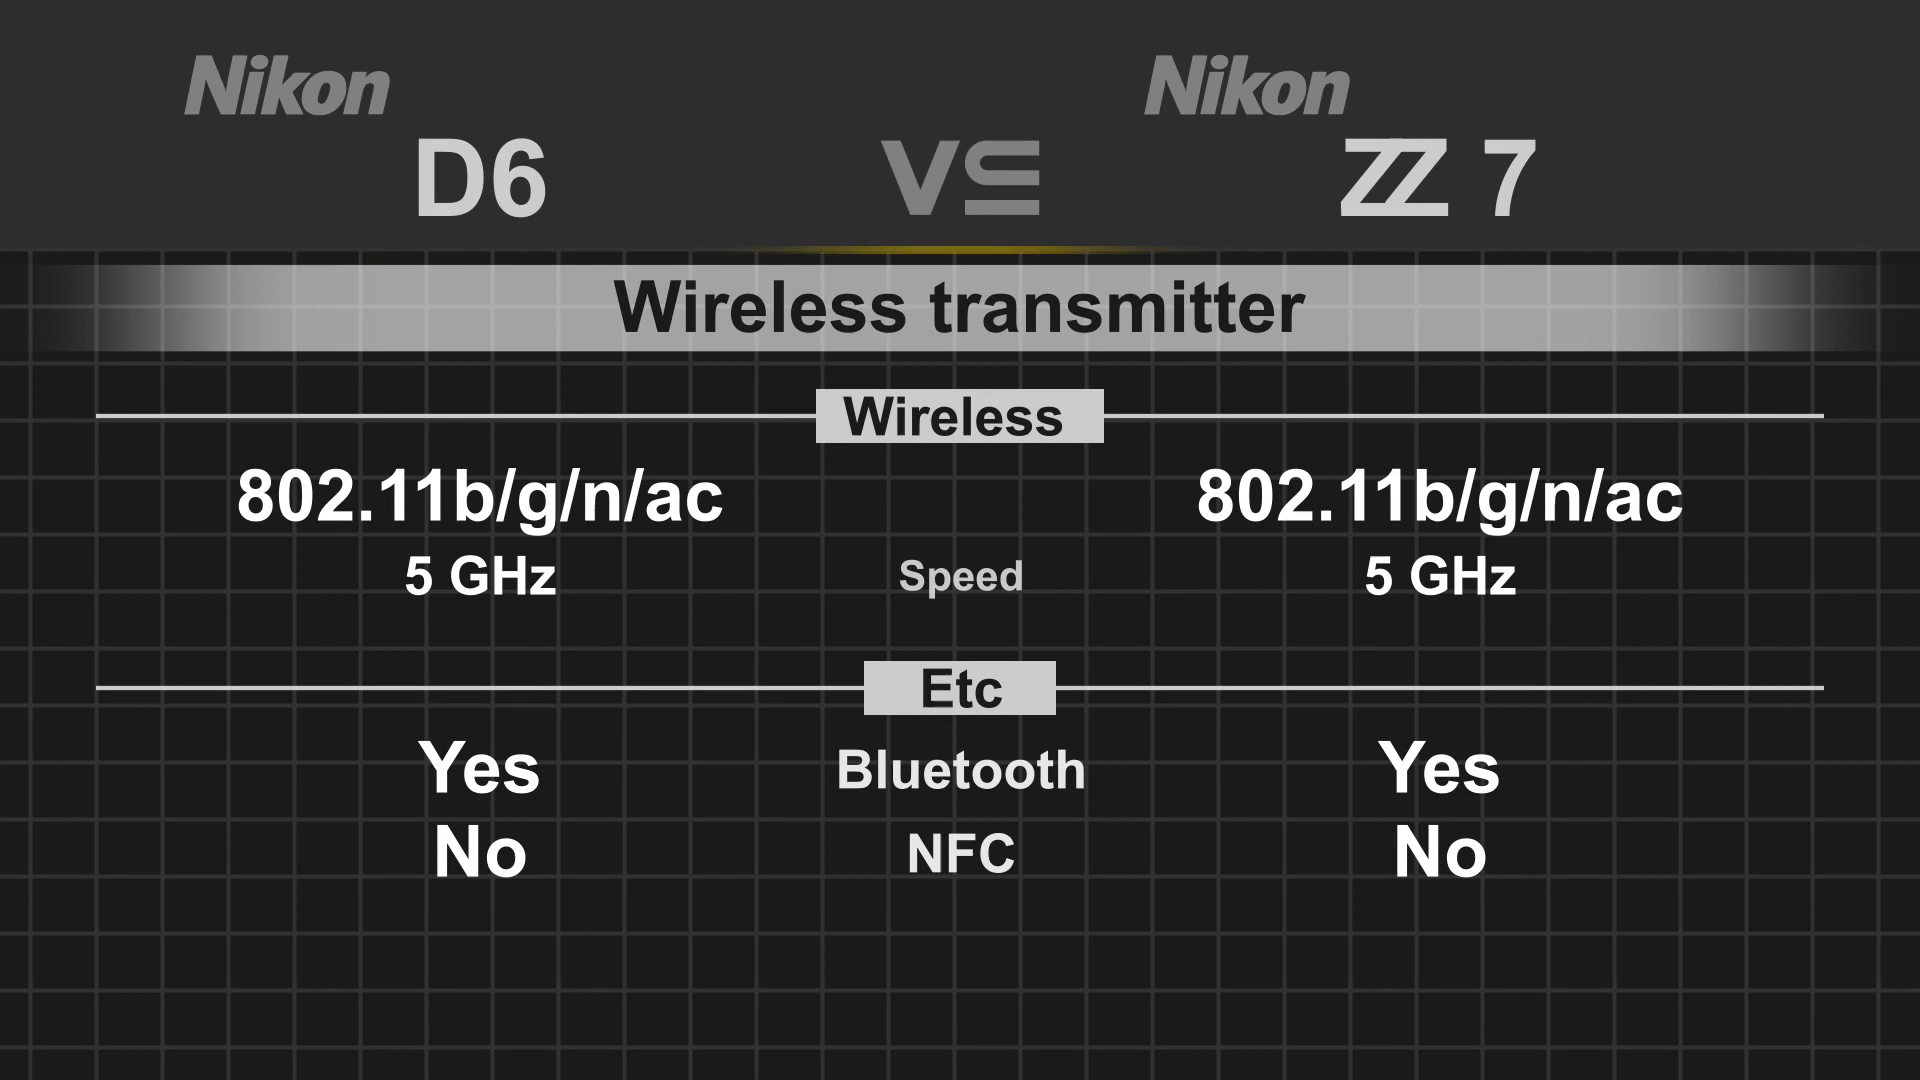 Nikon Nikon
D6 VS ZZ 7
Wireless transmitter
Wireless
802.11b/g/n/ac 802.11b/g/n/ac
5 GHz Speed 5 GHz
Etc
Yes Bluetooth Yes
No NFC No